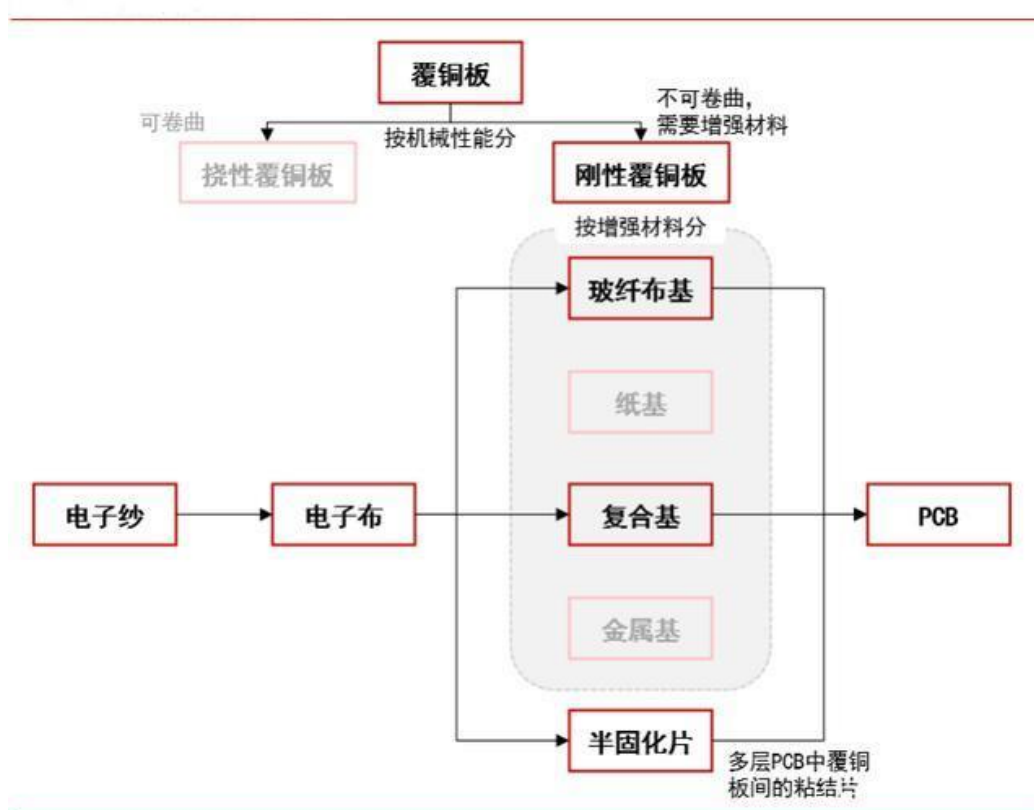 覆铜板
可卷曲
按机械性能分
不可卷曲，
需要增强材料
挠性覆铜板
刚性覆铜板
按增强材料分
玻纤布基
纸基
电子纱
电子布
复合基
PCB
金属基
半固化片
多层PCB中覆铜
板间的粘结片